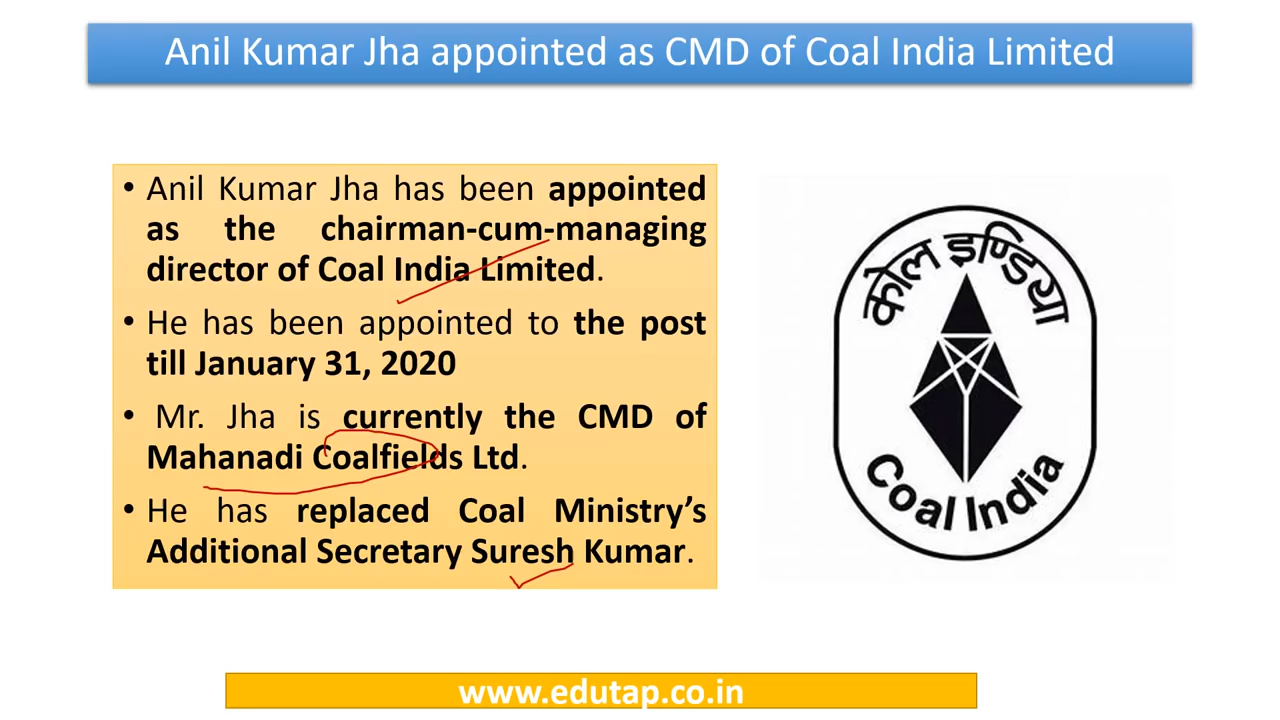 Anil Kumar Jha appointed as CMD of Coal India Limited
• Anil Kumar Jha has been appointed
as the chairman-cum-managing
director of Coal India Limited.
• He has been appointed to the post
till January 31, 2020
• Mr. Jha is currently the CMD of
Mahanadi Coalfields Ltd.
• He has replaced Coal Ministry’s
Additional Secretary Suresh Kumar.
कोल इण्डिया
Coal India
www.edutap.co.in